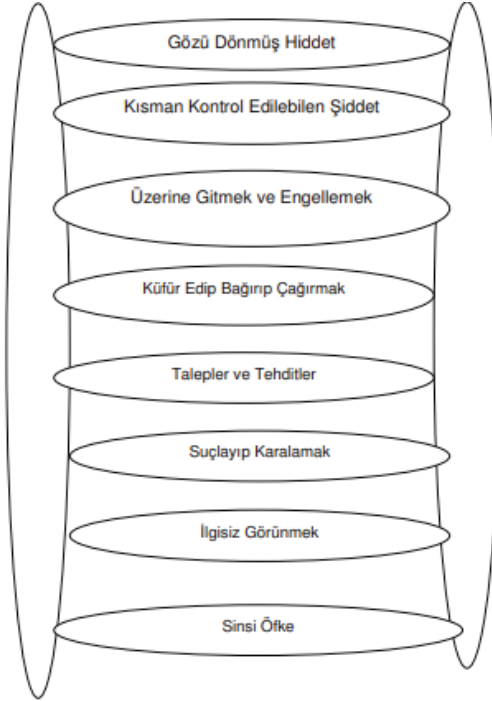 Gözü Dönmüş Hiddet
Kısman Kontrol Edilebilen Şiddet
Üzerine Gitmek ve Engellemek
Küfür Edip Bağırıp Çağırmak
Talepler ve Tehditler
Suçlayıp Karalamak
İlgisiz Görünmek
Sinsi Öfke